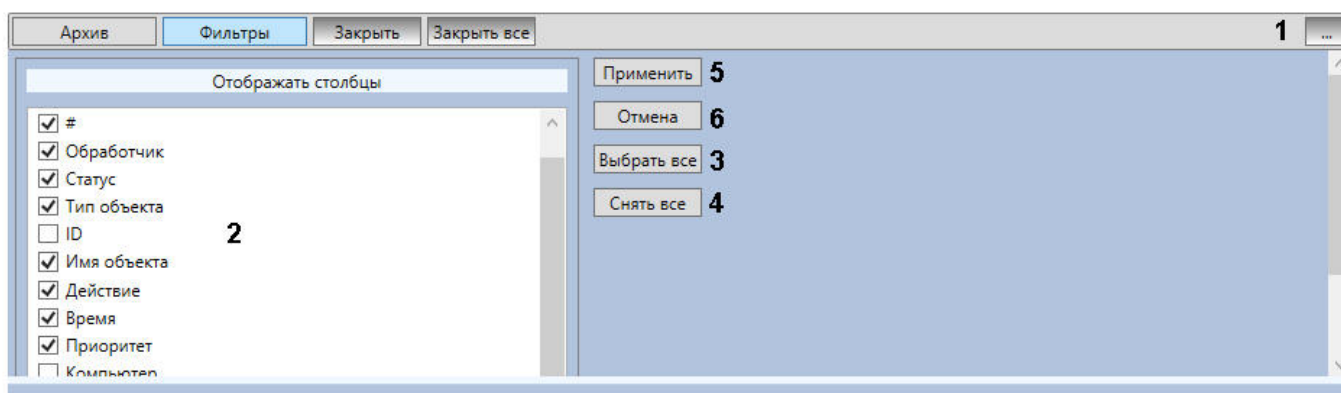 Архив Фильтры Закрыть Закрыть все 1 ...
Отображать столбцы
Применить 5
#
Отмена 6
Обработчик
Выбрать все 3
Статус
Тип объекта
Снять все 4
ID 2
Имя объекта
Действие
Время
Приоритет
Компьютер